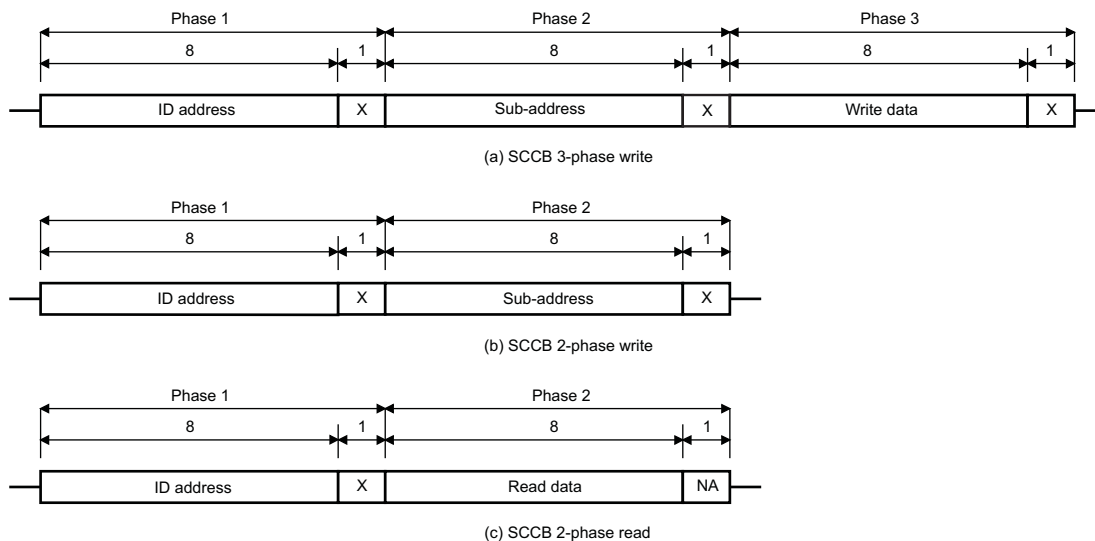 Phase 1 Phase 2 Phase 3
8 1 8 1 8 1
ID address X Sub-address X Write data X
(a) SCCB 3-phase write
Phase 1 Phase 2
8 1 8 1
ID address X Sub-address X
(b) SCCB 2-phase write
Phase 1 Phase 2
8 1 8 1
ID address X Read data NA
(c) SCCB 2-phase read